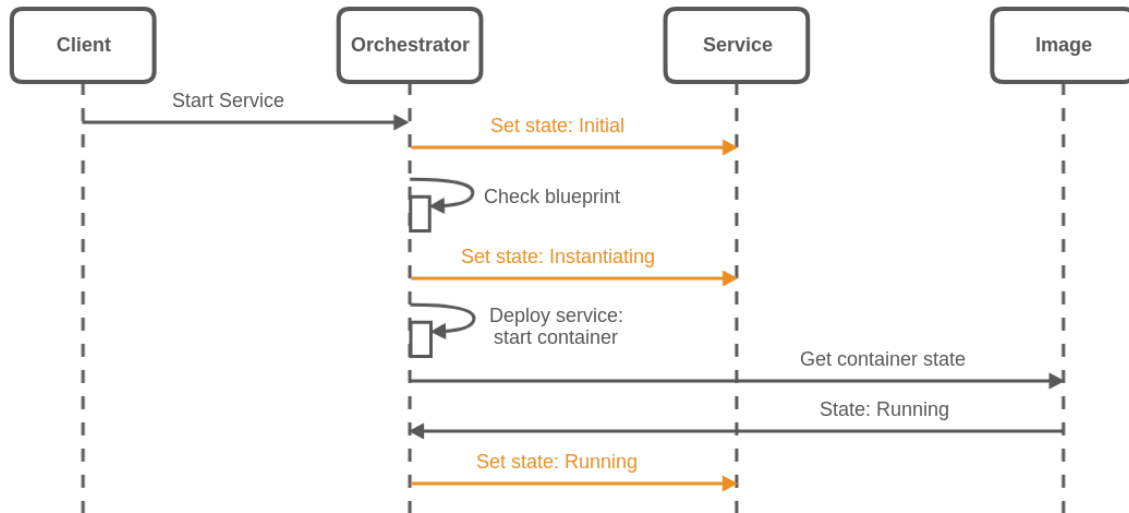 Client
Orchestrator
Service
Image
Start Service
Set state: Initial
Check blueprint
Set state: Instantiating
Deploy service:
start container
Get container state
State: Running
Set state: Running